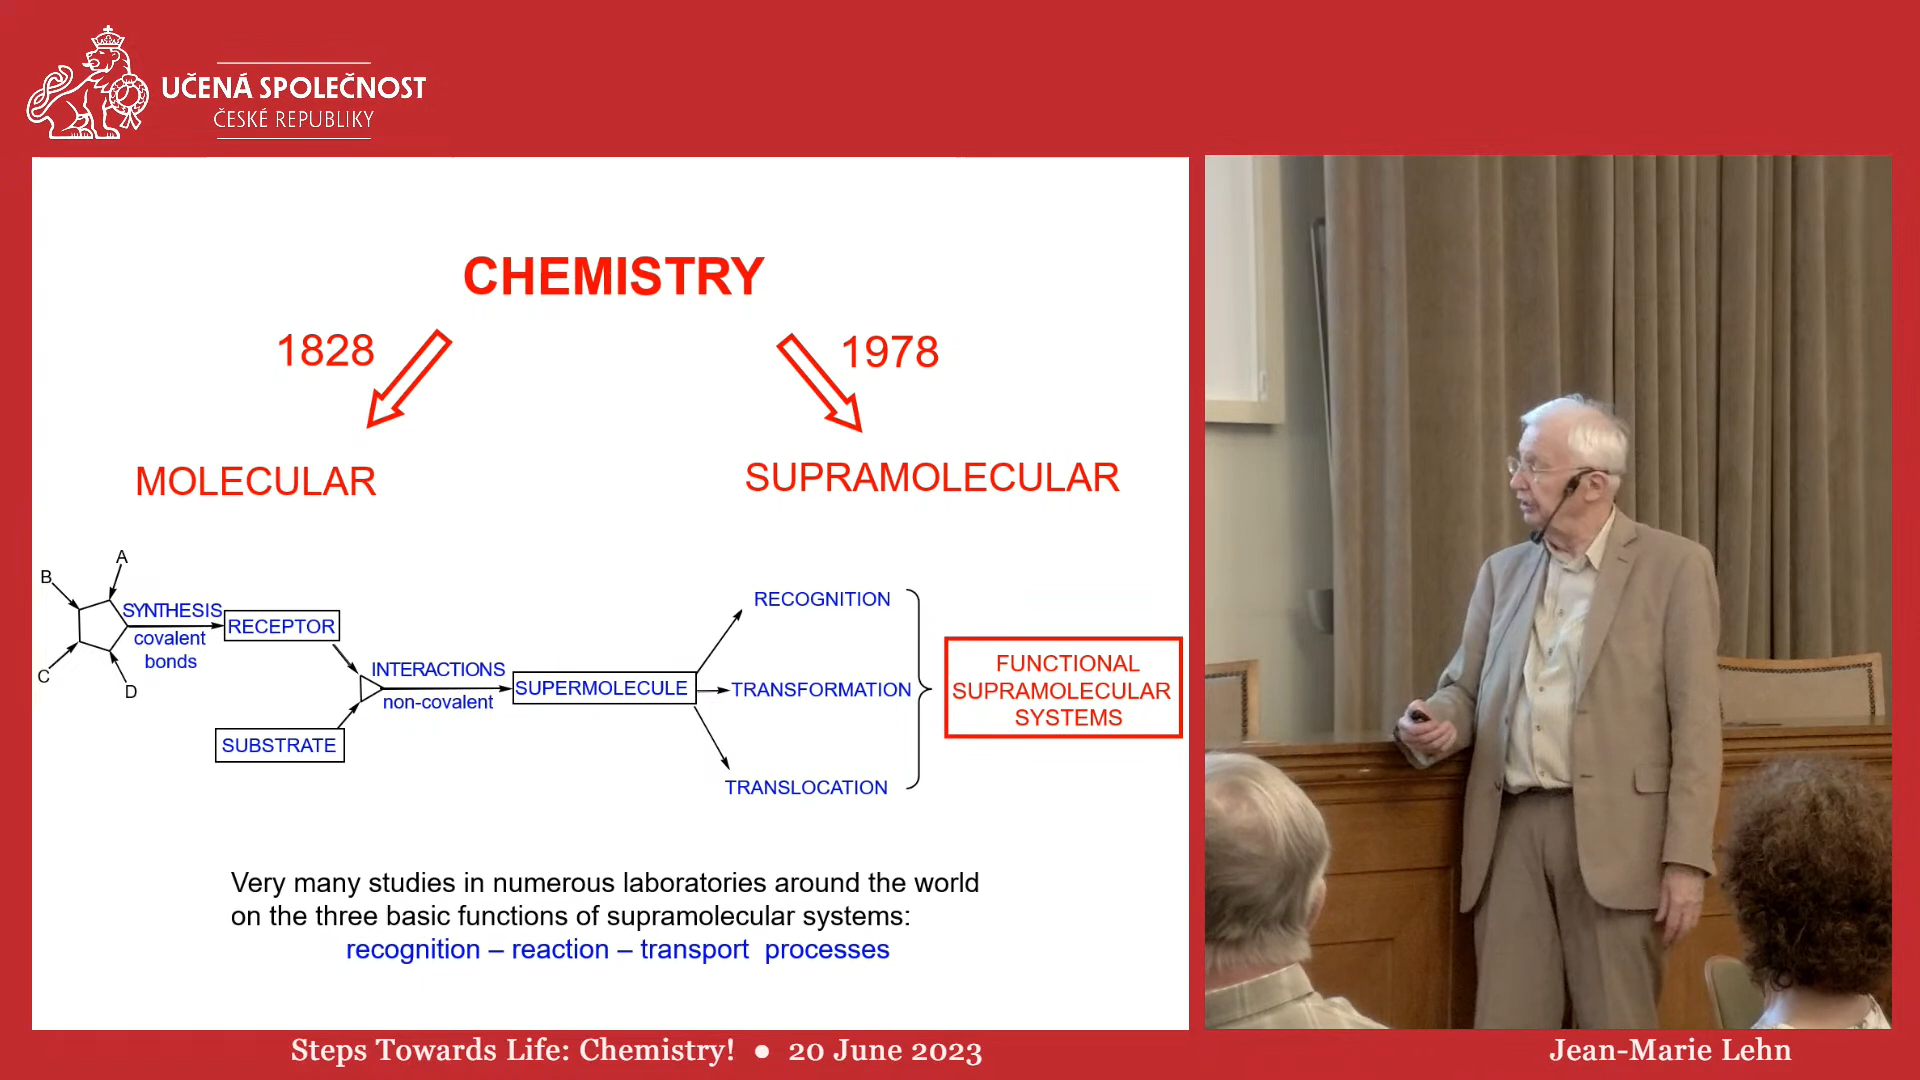 UČENÁ SPOLEČNOST
ČESKÉ REPUBLIKY
CHEMISTRY
1828
1978
MOLECULAR
SUPRAMOLECULAR
A
B
C
D
SYNTHESIS
covalent
bonds
RECEPTOR
SUBSTRATE
INTERACTIONS
non-covalent
SUPERMOLECULE
RECOGNITION
TRANSFORMATION
TRANSLOCATION
FUNCTIONAL
SUPRAMOLECULAR
SYSTEMS
Very many studies in numerous laboratories around the world
on the three basic functions of supramolecular systems:
recognition – reaction – transport processes
Steps Towards Life: Chemistry! ● 20 June 2023
Jean-Marie Lehn